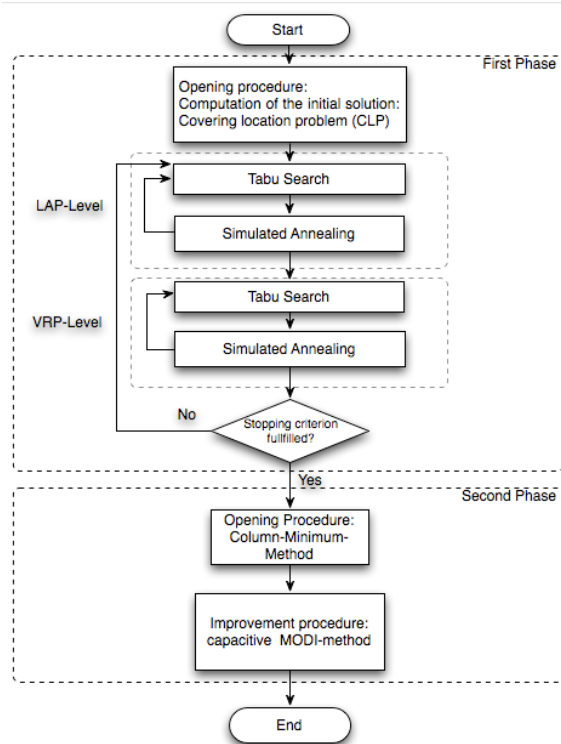 Start
First Phase
Opening procedure:
Computation of the initial solution:
Covering location problem (CLP)
Tabu Search
LAP-Level
Simulated Annealing
Tabu Search
VRP-Level
Simulated Annealing
No
Stopping criterion
fullfilled?
Yes
Second Phase
Opening Procedure:
Column-Minimum-
Method
Improvement procedure:
capacitive MODI-method
End